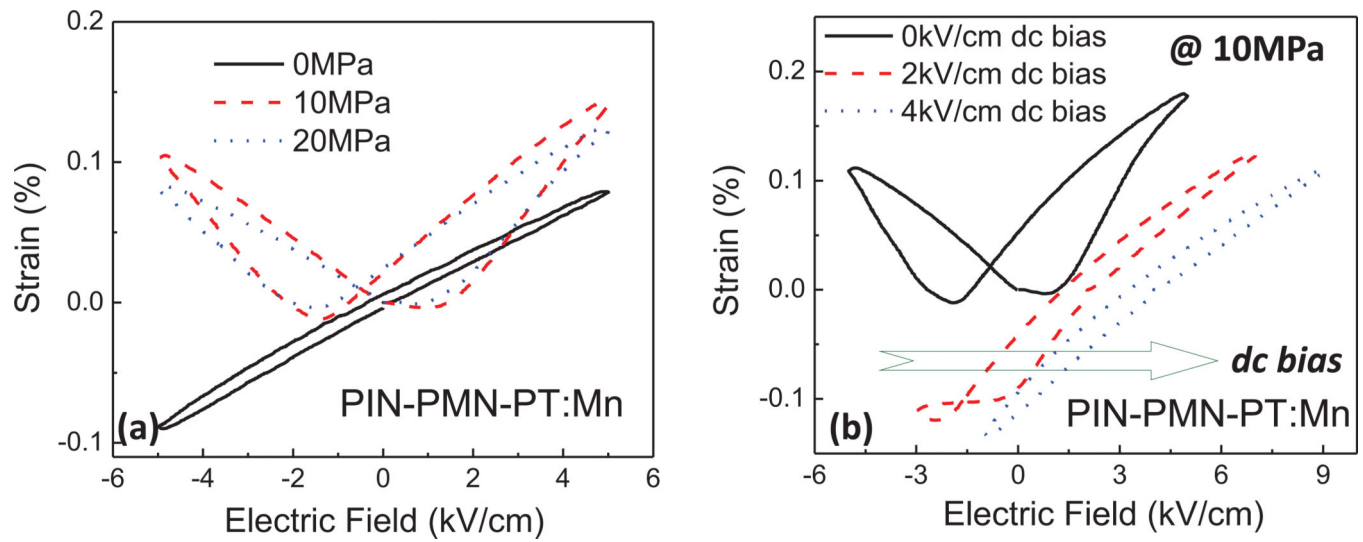 0.2
0.1
0.0
-0.1
Strain (%)
0MPa
10MPa
20MPa
PIN-PMN-PT:Mn
(a)
-6 -4 -2 0 2 4 6
Electric Field (kV/cm)
0.2
0.1
0.0
-0.1
Strain (%)
0kV/cm dc bias
2kV/cm dc bias
4kV/cm dc bias
@ 10MPa
dc bias
PIN-PMN-PT:Mn
(b)
-6 -3 0 3 6 9
Electric Field (kV/cm)